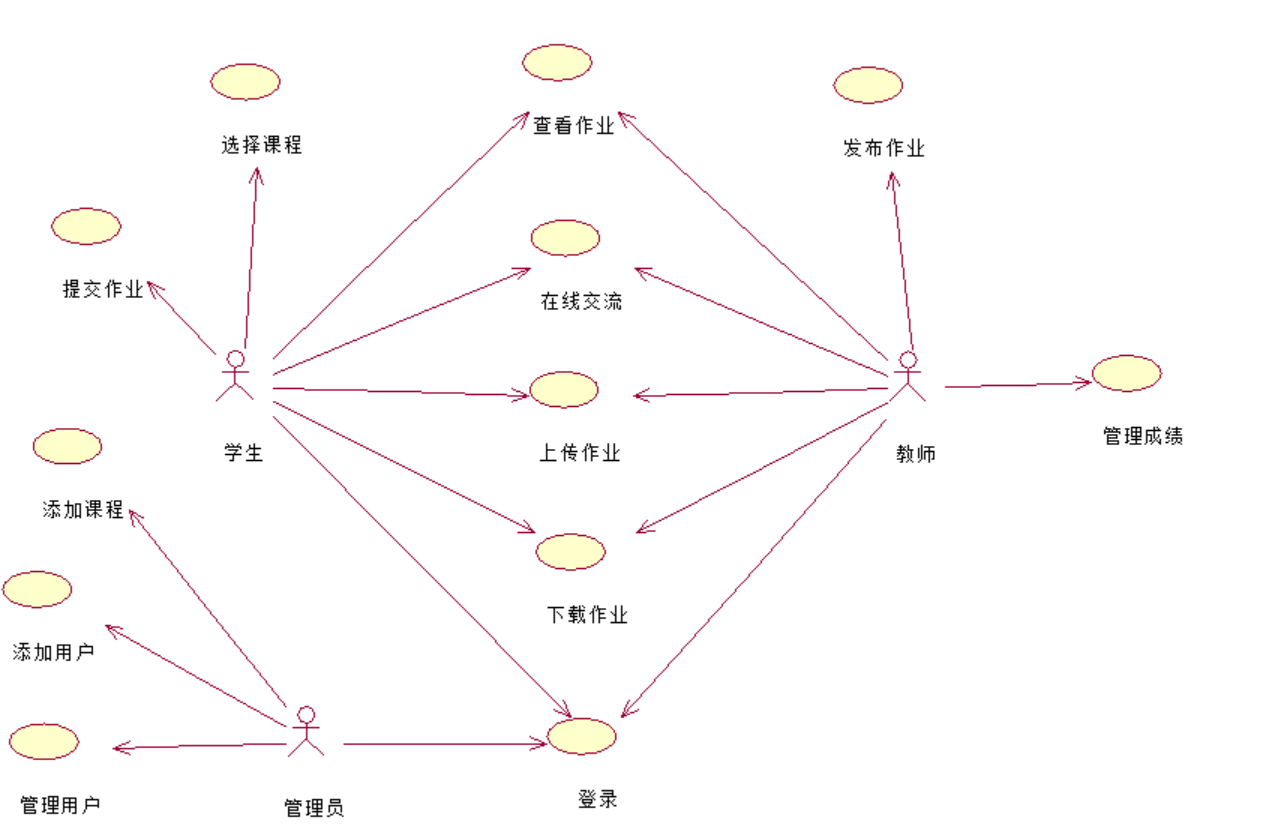 查看作业
选择课程
发布作业
提交作业
在线交流
管理成绩
学生
上传作业
教师
添加课程
下载作业
添加用户
登录
管理用户
管理员